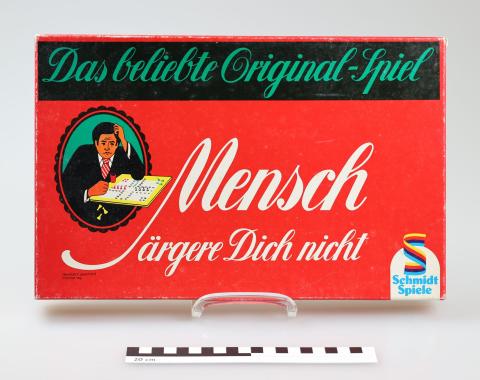 Das beliebte Original-Spiel
Mensch
ärgere Dich nicht
Schmidt
Spiele
20 cm